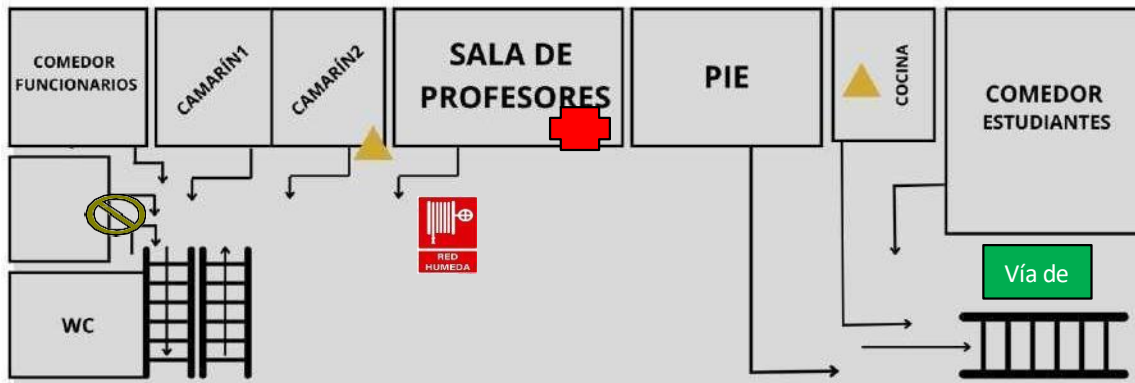 COMEDOR
FUNCIONARIOS
CAMARÍN1
CAMARÍN2
SALA DE
PROFESORES
PIE
COCINA
COMEDOR
ESTUDIANTES
RED
HUMEDA
Vía de
WC